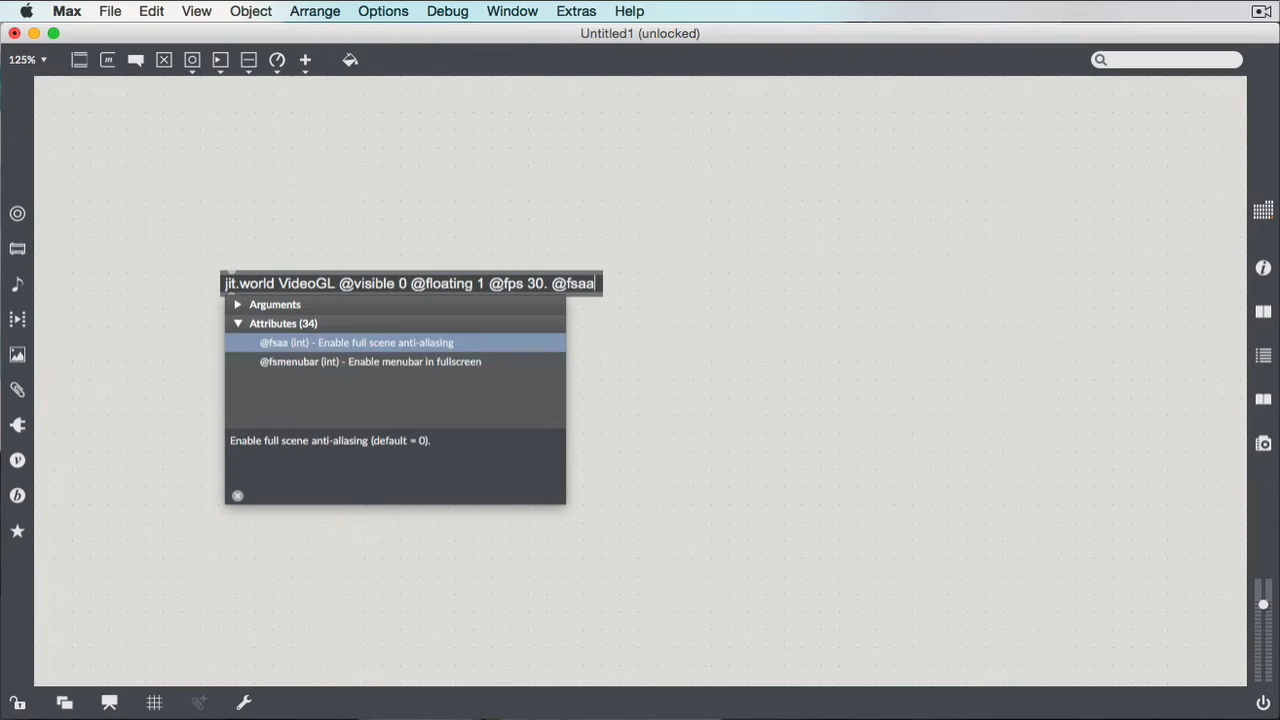 Max File Edit View Object Arrange Options Debug Window Extras Help
Untitled1 (unlocked)
125%
jit.world VideoGL @visible 0 @floating 1 @fps 30. @fsaa
Arguments
Attributes (34)
@fsaa (int) - Enable full scene anti-aliasing
@fsmenubar (int) - Enable menubar in fullscreen
Enable full scene anti-aliasing (default = 0).